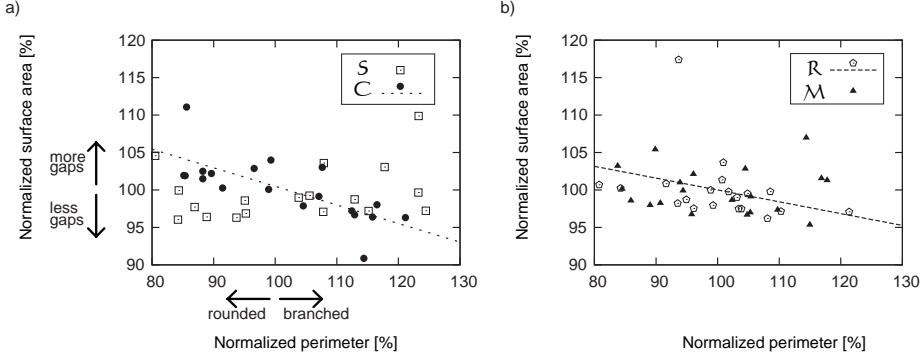 a)
Normalized surface area [%]
120
115
110
105
100
95
90
80 90 100 110 120 130
S
C
more
gaps
less
gaps
rounded branched
Normalized perimeter [%]
b)
Normalized surface area [%]
120
115
110
105
100
95
90
80 90 100 110 120 130
R
M
Normalized perimeter [%]